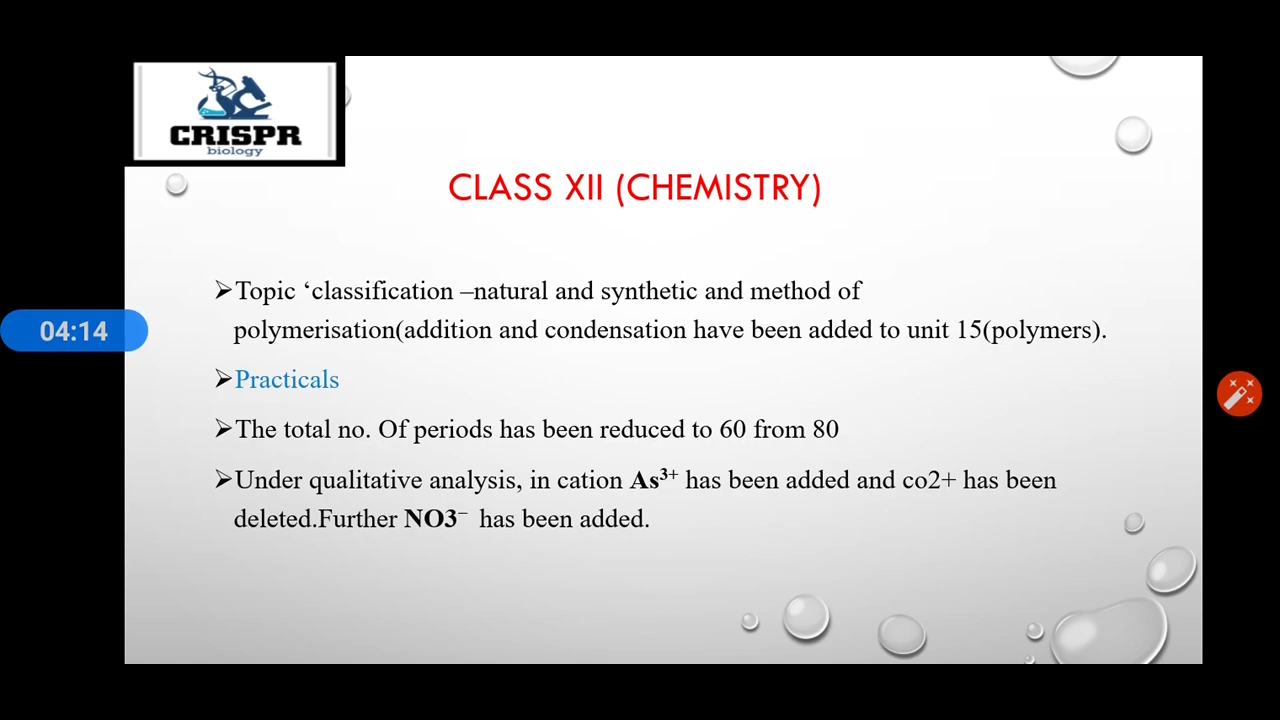 CRISPR
biology
CLASS XII (CHEMISTRY)
➢Topic ‘classification –natural and synthetic and method of
polymerisation(addition and condensation have been added to unit 15(polymers).
04:14
➢Practicals
➢The total no. Of periods has been reduced to 60 from 80
➢Under qualitative analysis, in cation As³⁺ has been added and co2+ has been
deleted.Further NO3⁻ has been added.